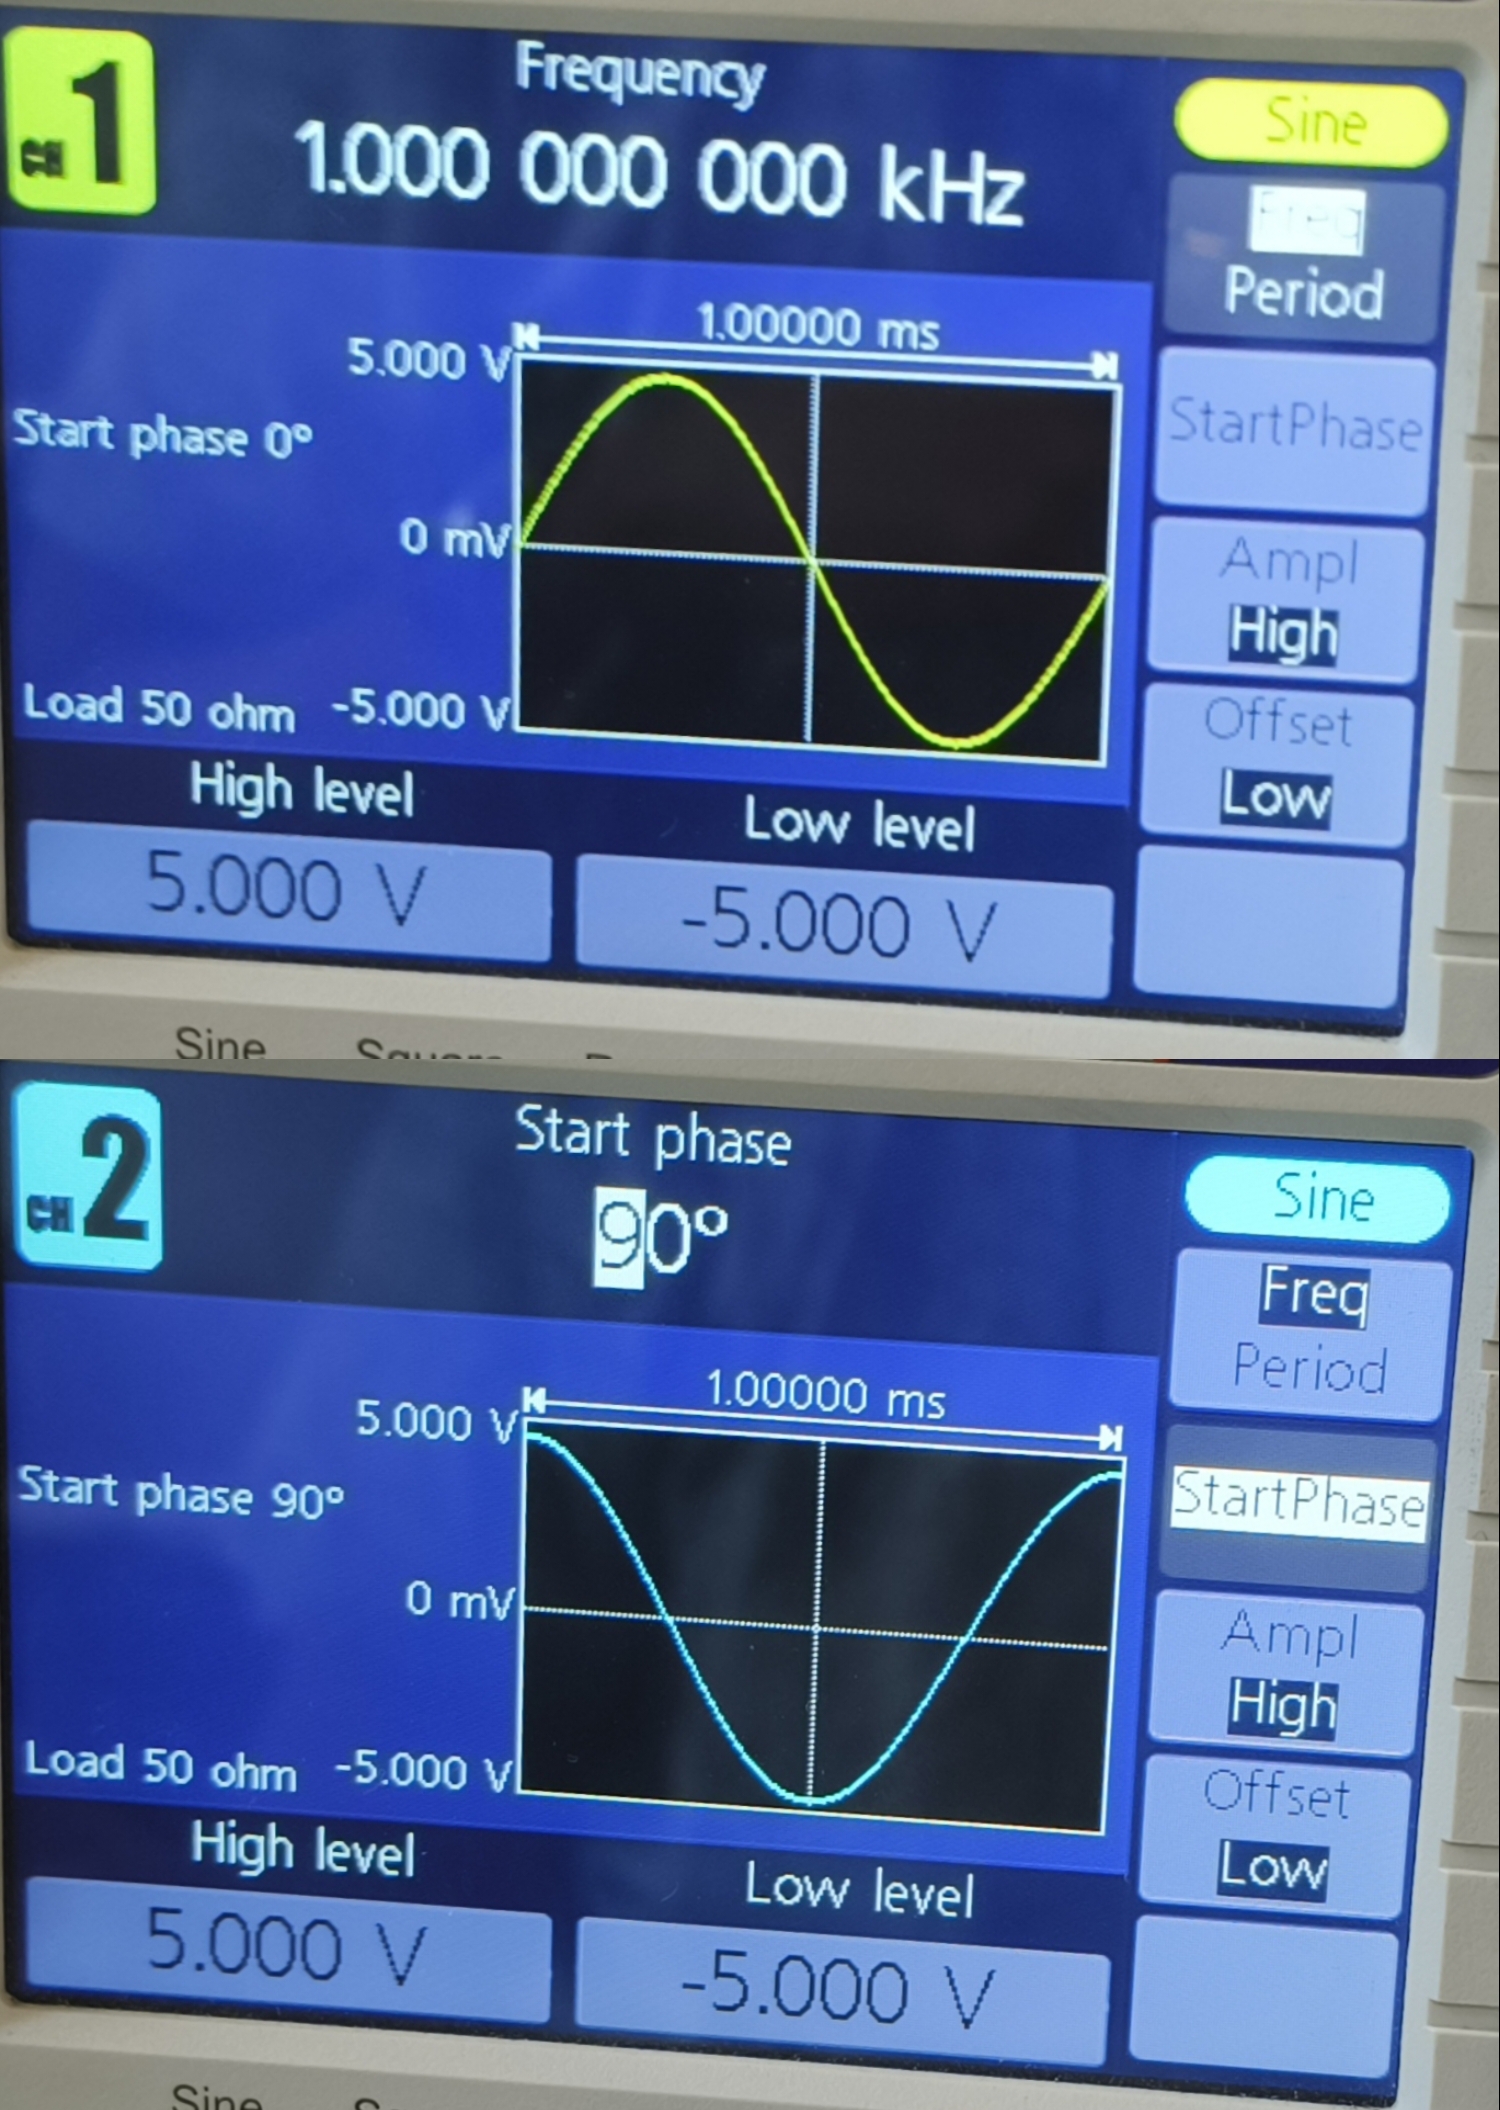 CH 1
Frequency
1.000 000 000 kHz
Sine
Freq
Period
StartPhase
Ampl
High
Offset
Low
1.00000 ms
5.000 V
Start phase 0°
0 mV
Load 50 ohm -5.000 V
High level
Low level
5.000 V
-5.000 V
Sine
Square
CH 2
Start phase
90°
Sine
Freq
Period
StartPhase
Ampl
High
Offset
Low
1.00000 ms
5.000 V
Start phase 90°
0 mV
Load 50 ohm -5.000 V
High level
Low level
5.000 V
-5.000 V
Sine